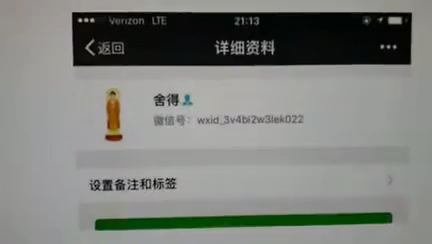 Verizon LTE 21:13
返回 详细资料
舍得
微信号：wxid_3v4bi2w3lek022
设置备注和标签